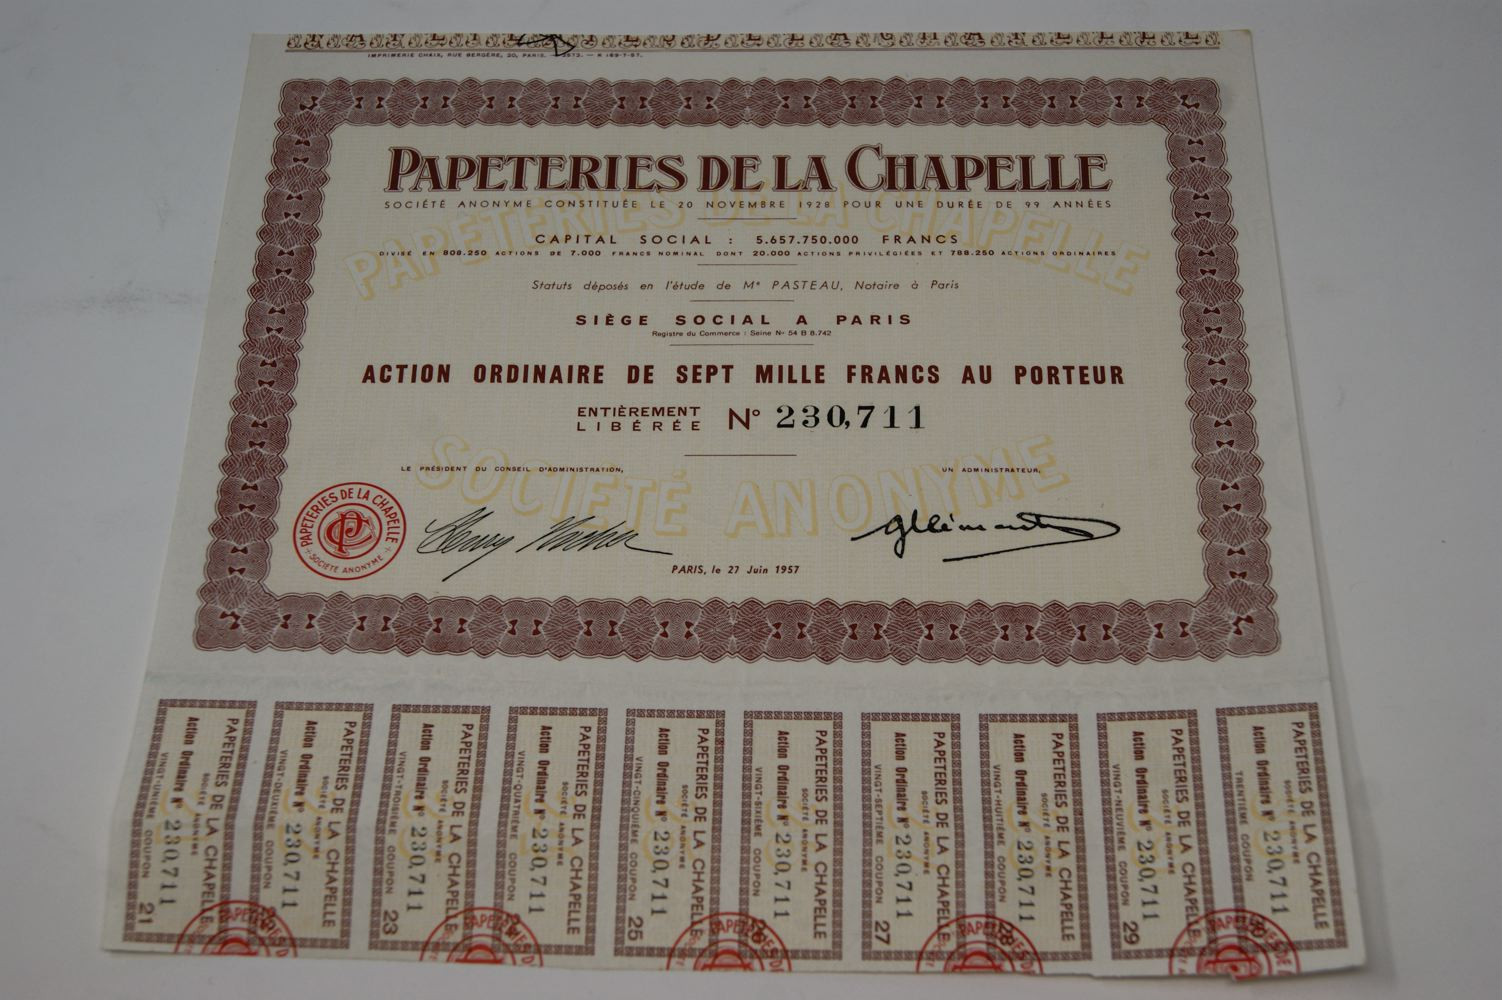 IMPRIMERIE CHAIX, RUE BERGÈRE, 20, PARIS.
PAPETERIES DE LA CHAPELLE
SOCIÉTÉ ANONYME CONSTITUÉE LE 20 NOVEMBRE 1928 POUR UNE DURÉE DE 99 ANNÉES
CAPITAL SOCIAL : 5.657.750.000 FRANCS
DIVISÉ EN 808.250 ACTIONS DE 7.000 FRANCS NOMINAL DONT 20.000 ACTIONS PRIVILÉGIÉES ET 788.250 ACTIONS ORDINAIRES
PAPETERIES DE LA CHAPELLE
Statuts déposés en l'étude de Me PASTEAU, Notaire à Paris
SIÈGE SOCIAL A PARIS
Registre du Commerce : Seine No 54 B 8.742
ACTION ORDINAIRE DE SEPT MILLE FRANCS AU PORTEUR
ENTIÈREMENT LIBÉRÉE No 230,711
SOCIÉTÉ ANONYME
LE PRÉSIDENT DU CONSEIL D'ADMINISTRATION,
UN ADMINISTRATEUR,
PAPETERIES DE LA CHAPELLE
SOCIÉTÉ ANONYME
PARIS, le 27 Juin 1957
PAPETERIES DE LA CHAPELLE
SOCIÉTÉ ANONYME
Action Ordinaire No 230,711
VINGT-UNIÈME COUPON 21
PAPETERIES DE LA CHAPELLE
SOCIÉTÉ ANONYME
Action Ordinaire No 230,711
VINGT-DEUXIÈME COUPON
PAPETERIES DE LA CHAPELLE
SOCIÉTÉ ANONYME
Action Ordinaire No 230,711
VINGT-TROISIÈME COUPON 23
PAPETERIES DE LA CHAPELLE
SOCIÉTÉ ANONYME
Action Ordinaire No 230,711
VINGT-QUATRIÈME COUPON
PAPETERIES DE LA CHAPELLE
SOCIÉTÉ ANONYME
Action Ordinaire No 230,711
VINGT-CINQUIÈME COUPON 25
PAPETERIES DE LA CHAPELLE
SOCIÉTÉ ANONYME
Action Ordinaire No 230,711
VINGT-SIXIÈME COUPON 26
PAPETERIES DE LA CHAPELLE
SOCIÉTÉ ANONYME
Action Ordinaire No 230,711
VINGT-SEPTIÈME COUPON 27
PAPETERIES DE LA CHAPELLE
SOCIÉTÉ ANONYME
Action Ordinaire No 230,711
VINGT-HUITIÈME COUPON 28
PAPETERIES DE LA CHAPELLE
SOCIÉTÉ ANONYME
Action Ordinaire No 230,711
VINGT-NEUVIÈME COUPON 29
PAPETERIES DE LA CHAPELLE
SOCIÉTÉ ANONYME
Action Ordinaire No 230,711
TRENTIÈME COUPON